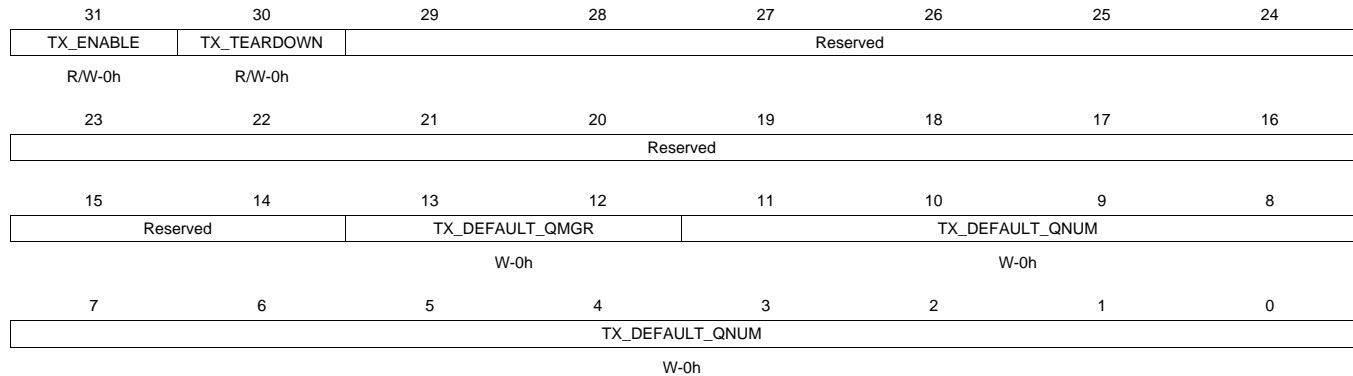 31 30 29 28 27 26 25 24
TX_ENABLE TX_TEARDOWN Reserved
R/W-0h R/W-0h
23 22 21 20 19 18 17 16
Reserved
15 14 13 12 11 10 9 8
Reserved TX_DEFAULT_QMGR TX_DEFAULT_QNUM
W-0h W-0h
7 6 5 4 3 2 1 0
TX_DEFAULT_QNUM
W-0h